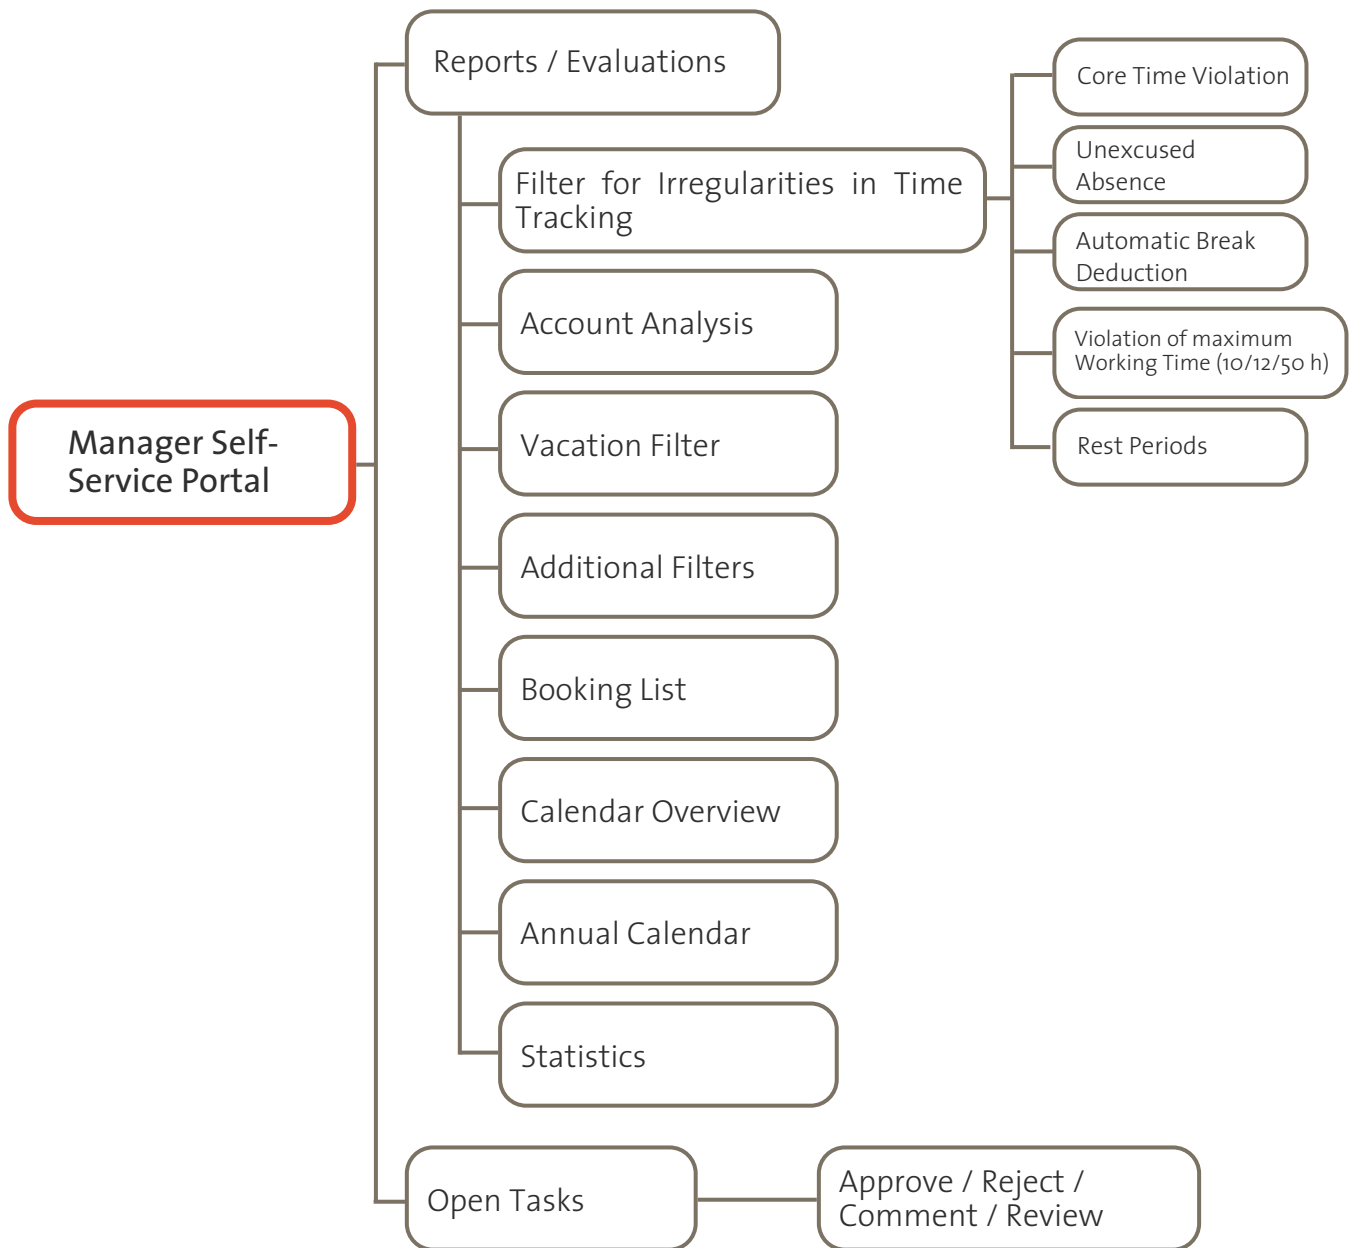 Reports / Evaluations
Core Time Violation
Unexcused
Absence
Filter for Irregularities in Time
Tracking
Automatic Break
Deduction
Account Analysis
Violation of maximum
Working Time (10/12/50 h)
Manager Self-
Service Portal
Vacation Filter
Rest Periods
Additional Filters
Booking List
Calendar Overview
Annual Calendar
Statistics
Open Tasks
Approve / Reject /
Comment / Review